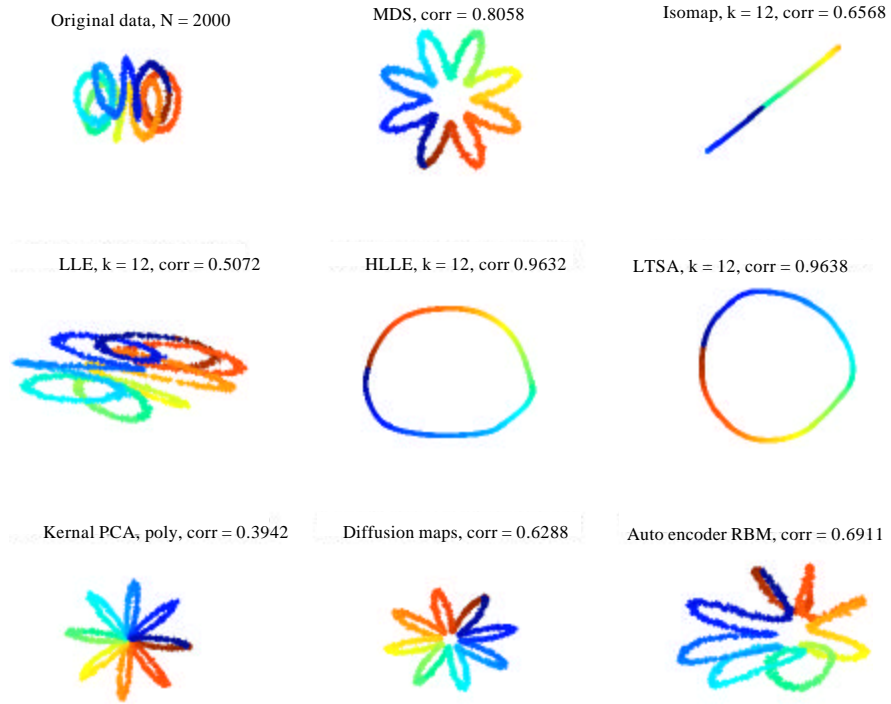 Original data, N = 2000
MDS, corr = 0.8058
Isomap, k = 12, corr = 0.6568
LLE, k = 12, corr = 0.5072
HLLE, k = 12, corr 0.9632
LTSA, k = 12, corr = 0.9638
Kernal PCA, poly, corr = 0.3942
Diffusion maps, corr = 0.6288
Auto encoder RBM, corr = 0.6911